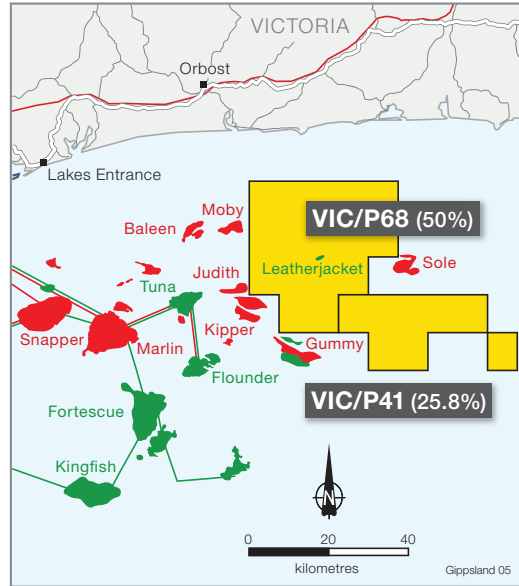 VICTORIA
Orbost
Lakes Entrance
Moby
Baleen
VIC/P68 (50%)
Leatherjacket
Sole
Judith
Tuna
Kipper
Snapper
Marlin
Gummy
Flounder
VIC/P41 (25.8%)
Fortescue
Kingfish
N
0 20 40
kilometres
Gippsland 05